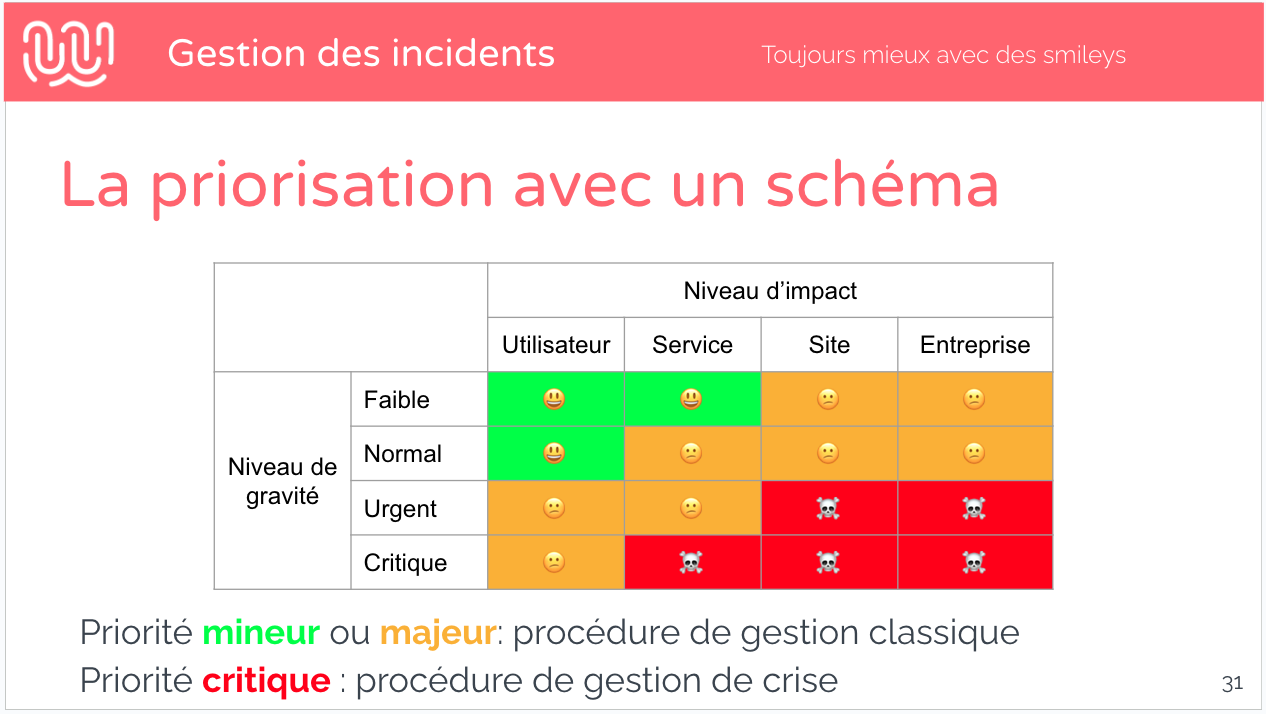 Gestion des incidents
Toujours mieux avec des smileys
La priorisation avec un schéma
Niveau d’impact
Utilisateur Service Site Entreprise
Niveau de
gravité
Faible 😃 😃 😕 😕
Normal 😃 😕 😕 😕
Urgent 😕 😕 ☠️ ☠️
Critique 😕 ☠️ ☠️ ☠️
Priorité mineur ou majeur: procédure de gestion classique
Priorité critique : procédure de gestion de crise
31